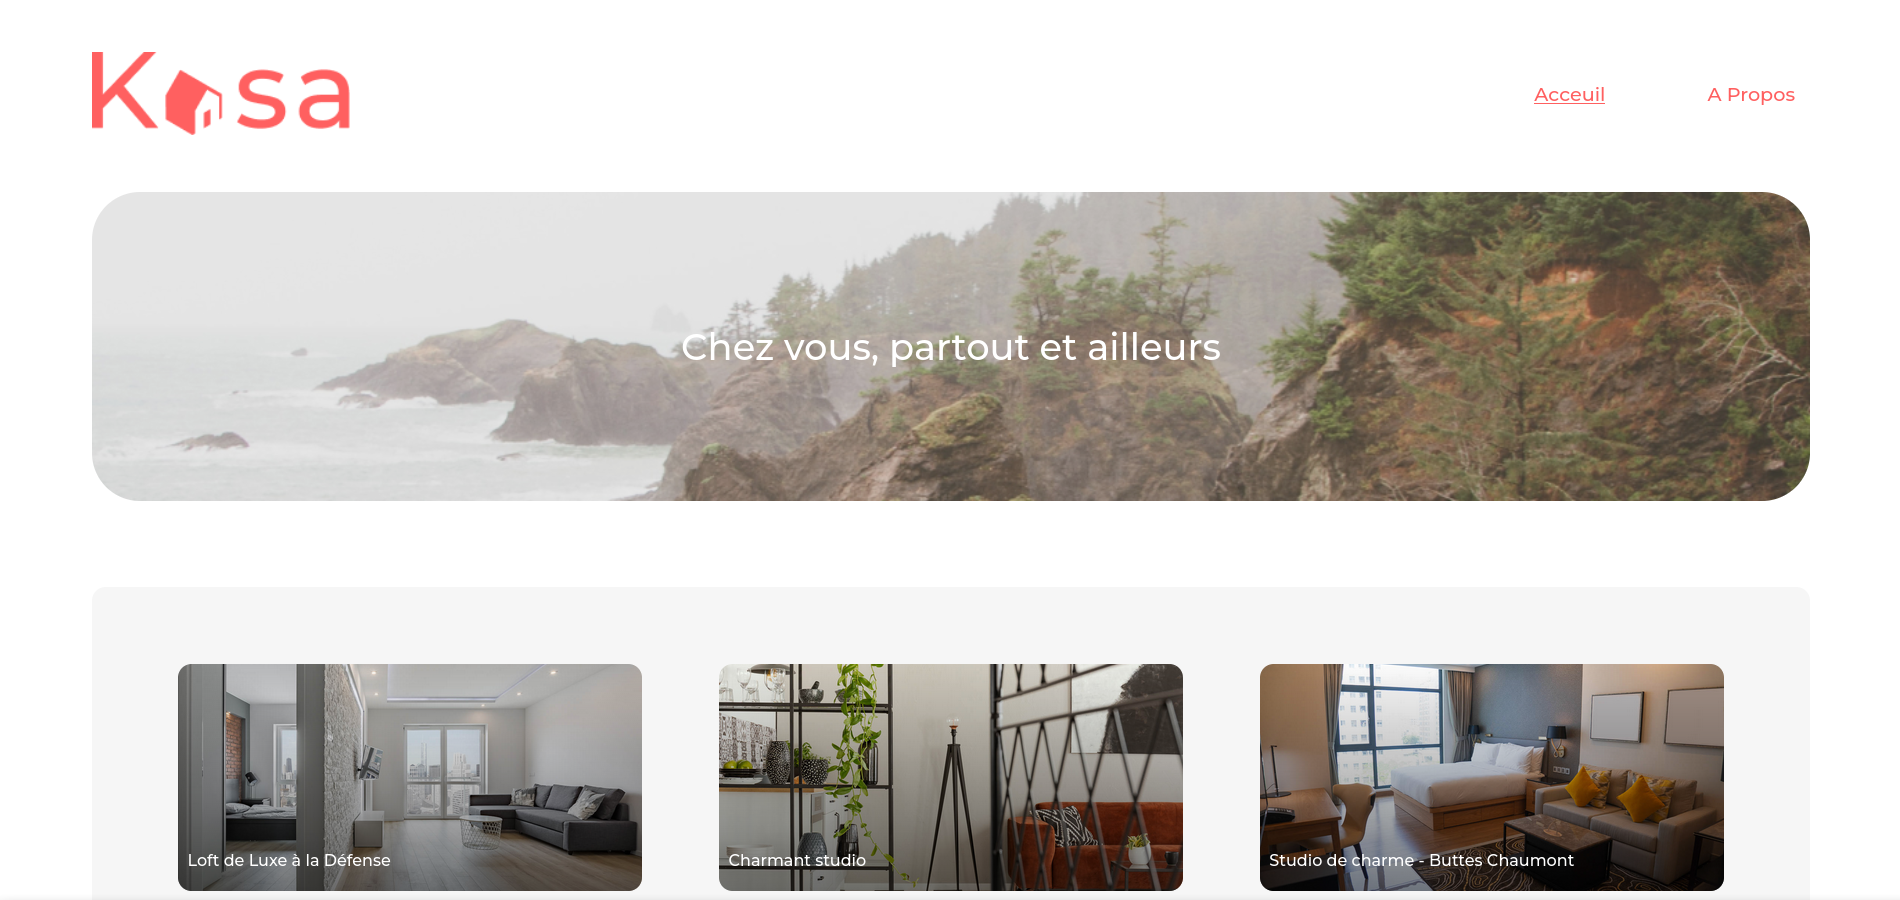 Kasa
Acceuil
A Propos
Chez vous, partout et ailleurs
Loft de Luxe à la Défense
Charmant studio
Studio de charme - Buttes Chaumont